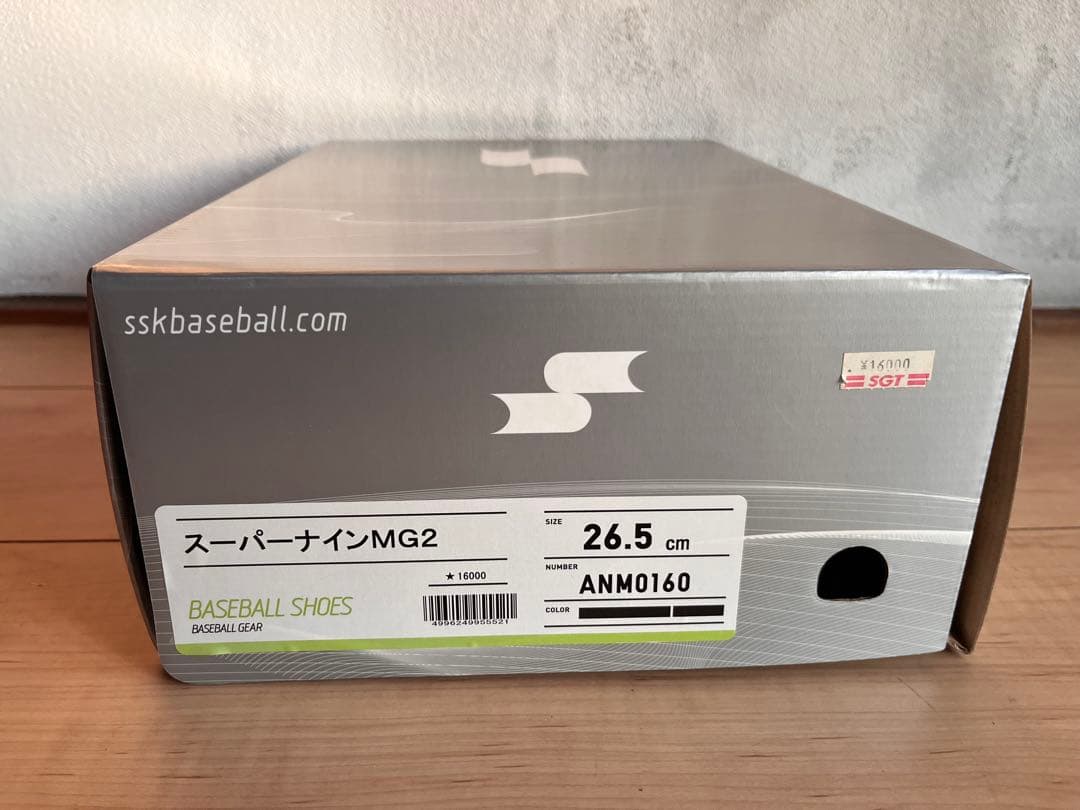 sskbaseball.com
¥16000
SGT
スーパーナインMG2
★16000
BASEBALL SHOES
BASEBALL GEAR
4996249955521
SIZE
26.5 cm
NUMBER
ANM0160
COLOR